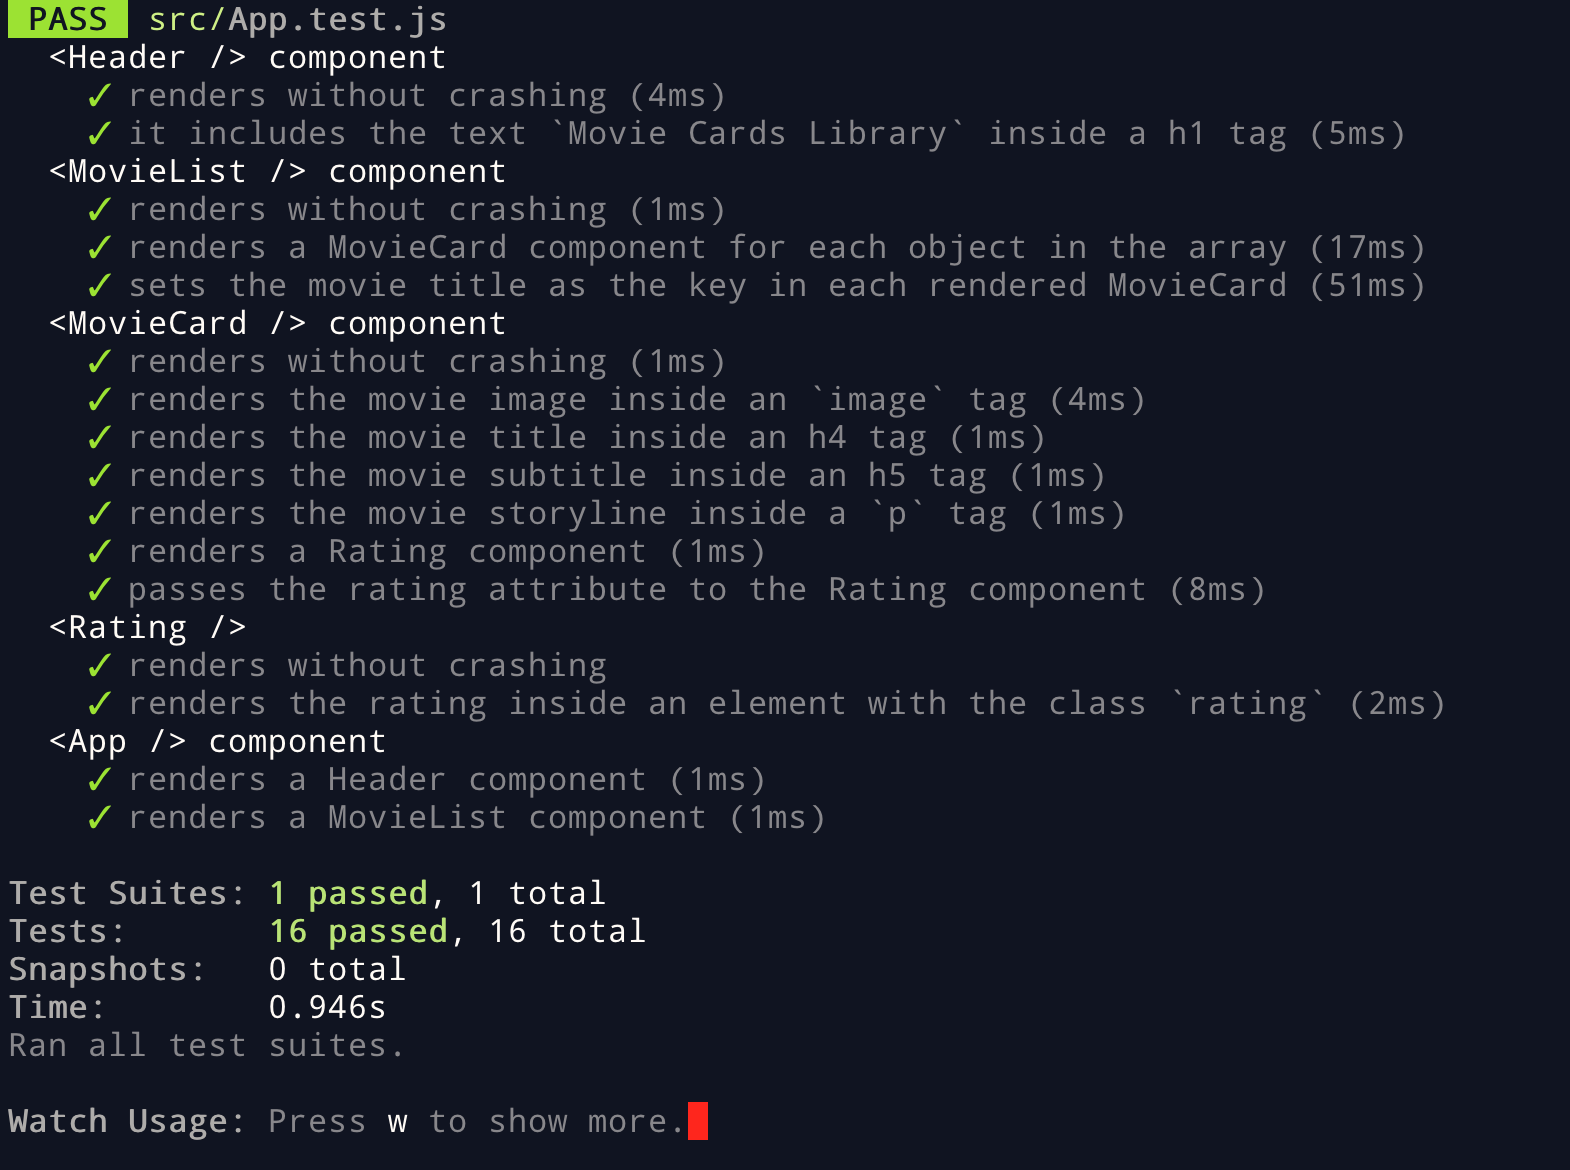 PASS src/App.test.js
<Header /> component
✓ renders without crashing (4ms)
✓ it includes the text `Movie Cards Library` inside a h1 tag (5ms)
<MovieList /> component
✓ renders without crashing (1ms)
✓ renders a MovieCard component for each object in the array (17ms)
✓ sets the movie title as the key in each rendered MovieCard (51ms)
<MovieCard /> component
✓ renders without crashing (1ms)
✓ renders the movie image inside an `image` tag (4ms)
✓ renders the movie title inside an h4 tag (1ms)
✓ renders the movie subtitle inside an h5 tag (1ms)
✓ renders the movie storyline inside a `p` tag (1ms)
✓ renders a Rating component (1ms)
✓ passes the rating attribute to the Rating component (8ms)
<Rating />
✓ renders without crashing
✓ renders the rating inside an element with the class `rating` (2ms)
<App /> component
✓ renders a Header component (1ms)
✓ renders a MovieList component (1ms)
Test Suites: 1 passed, 1 total
Tests: 16 passed, 16 total
Snapshots: 0 total
Time: 0.946s
Ran all test suites.
Watch Usage: Press w to show more.